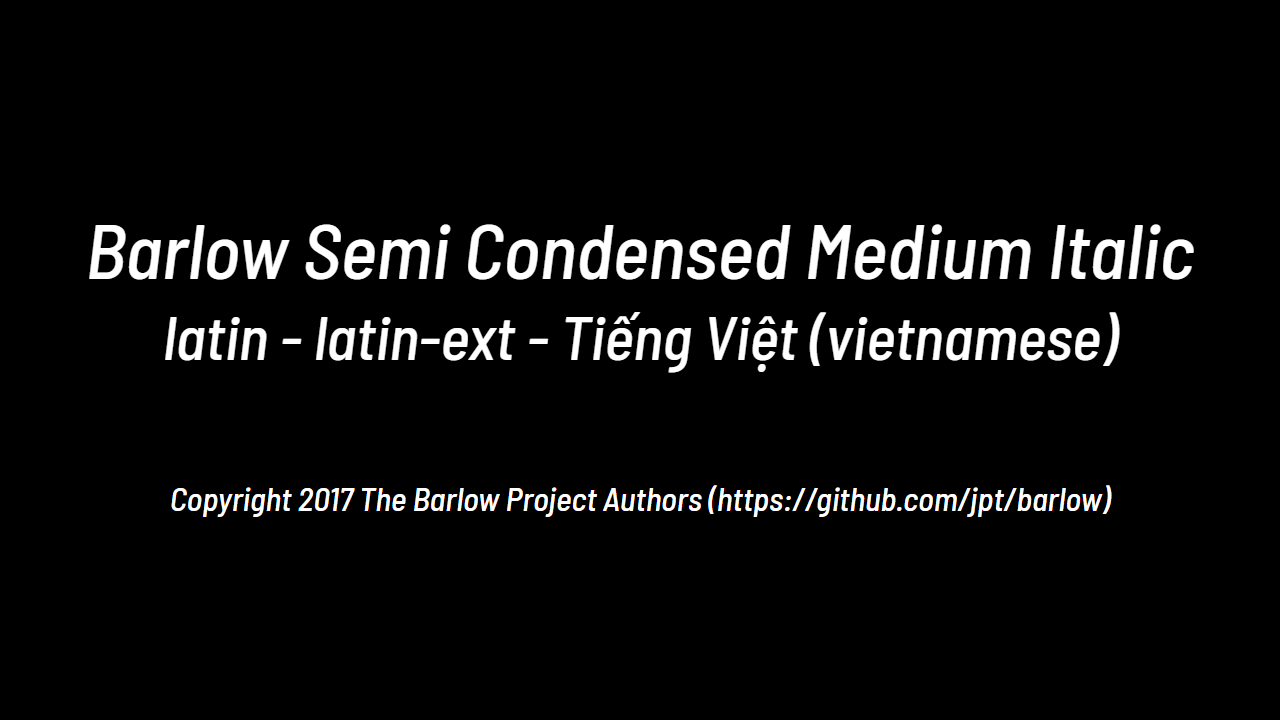 Barlow Semi Condensed Medium Italic
latin - latin-ext - Tiếng Việt (vietnamese)
Copyright 2017 The Barlow Project Authors (https://github.com/jpt/barlow)